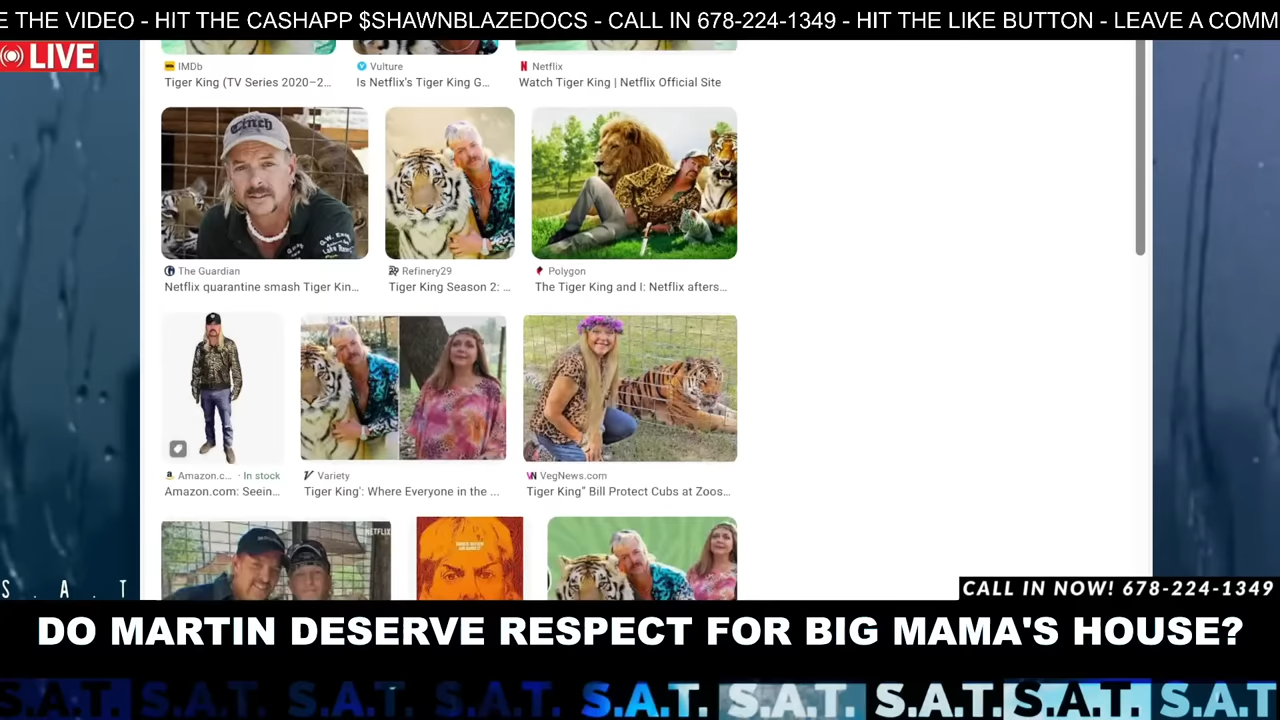 E THE VIDEO - HIT THE CASHAPP $SHAWNBLAZEDOCS - CALL IN 678-224-1349 - HIT THE LIKE BUTTON - LEAVE A COMM
LIVE
IMDb
Vulture
Netflix
Tiger King (TV Series 2020–2...
Is Netflix's Tiger King G...
Watch Tiger King | Netflix Official Site
Cinch
G.W.
The Guardian
Refinery29
Polygon
Netflix quarantine smash Tiger Kin...
Tiger King Season 2: ...
The Tiger King and I: Netflix afters...
Amazon.c... · In stock
Variety
VegNews.com
Amazon.com: Seein...
Tiger King': Where Everyone in the ...
Tiger King" Bill Protect Cubs at Zoos...
NETFLIX
S . A . T
CALL IN NOW! 678-224-1349
DO MARTIN DESERVE RESPECT FOR BIG MAMA'S HOUSE?
S.A.T. S.A.T. S.A.T. S.A.T. S.A.T. S.A.T. S.A.T. S.A.T. S.A.T